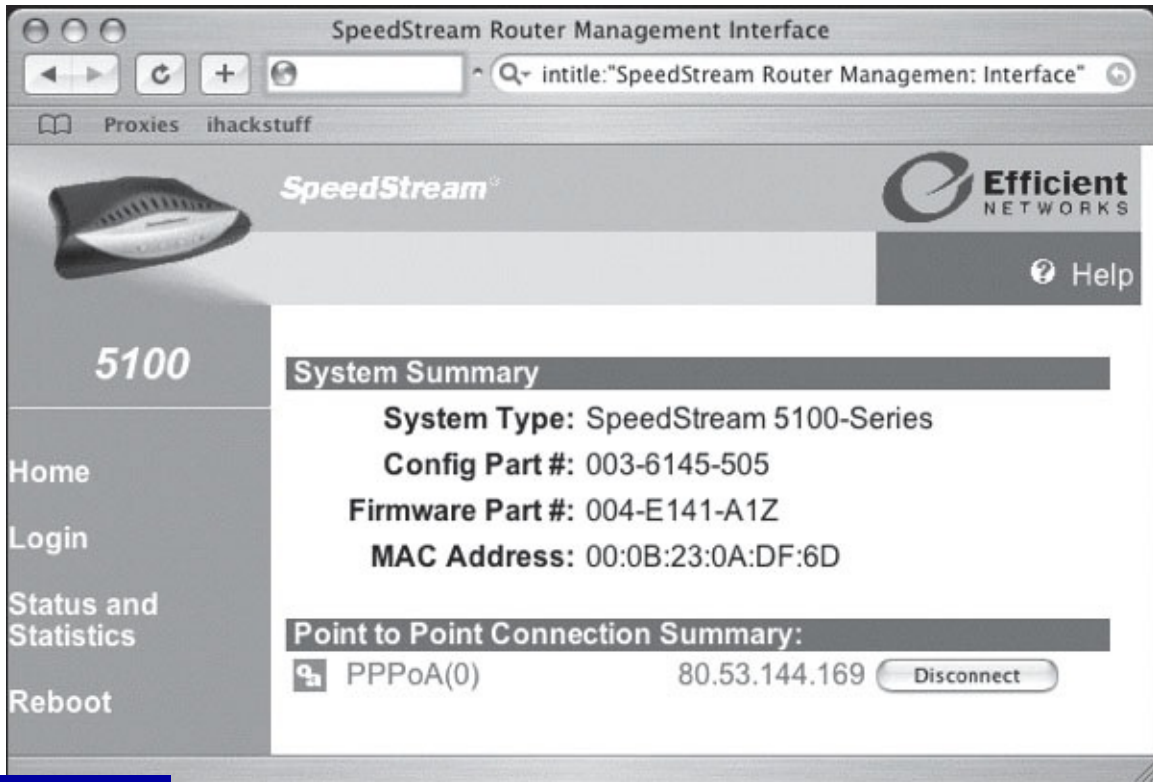 SpeedStream Router Management Interface
intitle:"SpeedStream Router Managemen: Interface"
Proxies ihackstuff
SpeedStream®
Efficient
NETWORKS
? Help
5100
Home
Login
Status and
Statistics
Reboot
System Summary
System Type: SpeedStream 5100-Series
Config Part #: 003-6145-505
Firmware Part #: 004-E141-A1Z
MAC Address: 00:0B:23:0A:DF:6D
Point to Point Connection Summary:
PPPoA(0) 80.53.144.169 Disconnect